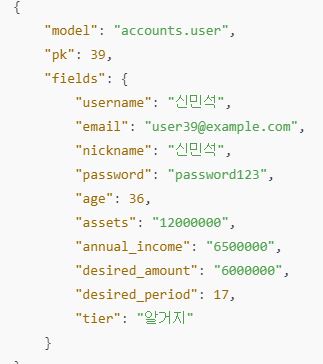 {
"model": "accounts.user",
"pk": 39,
"fields": {
"username": "신민석",
"email": "user39@example.com",
"nickname": "신민석",
"password": "password123",
"age": 36,
"assets": "12000000",
"annual_income": "6500000",
"desired_amount": "6000000",
"desired_period": 17,
"tier": "알거지"
}